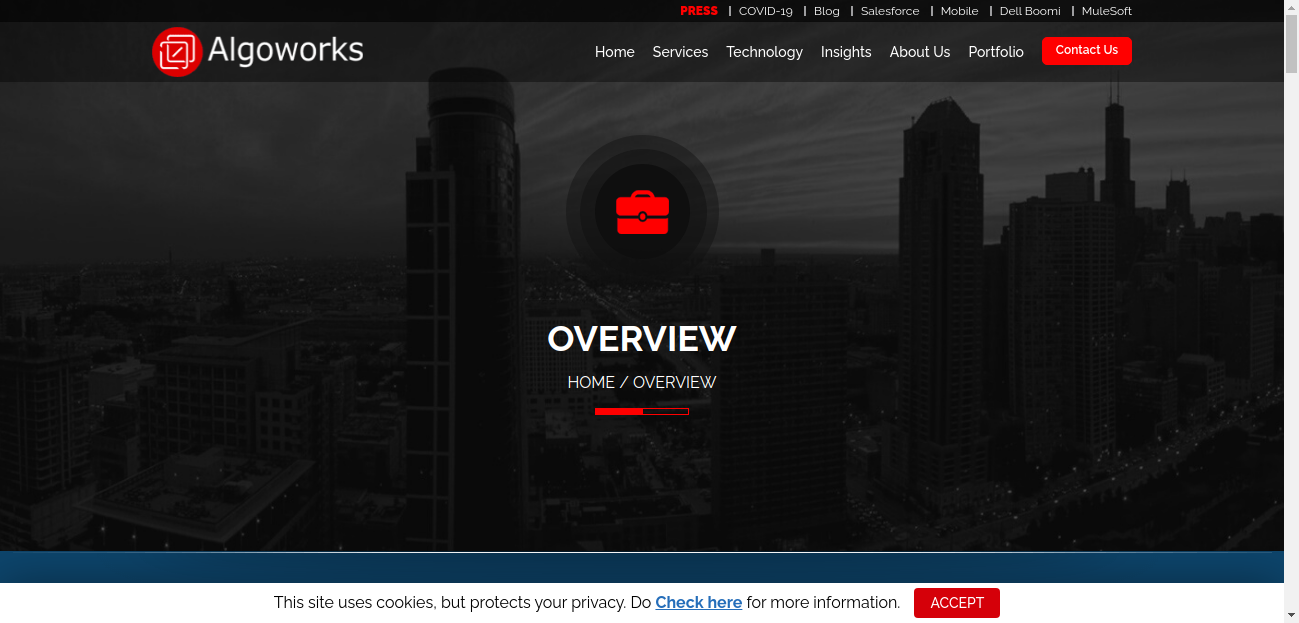 PRESS | COVID-19 | Blog | Salesforce | Mobile | Dell Boomi | MuleSoft
Algoworks
Home Services Technology Insights About Us Portfolio Contact Us
OVERVIEW
HOME / OVERVIEW
This site uses cookies, but protects your privacy. Do Check here for more information. ACCEPT